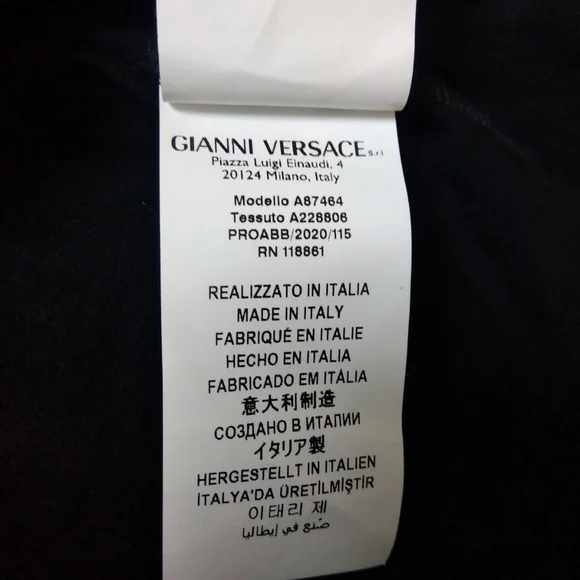 GIANNI VERSACE s.r.l.
Piazza Luigi Einaudi, 4
20124 Milano, Italy
Modello A87464
Tessuto A228806
PROABB/2020/115
RN 118861
REALIZZATO IN ITALIA
MADE IN ITALY
FABRIQUÉ EN ITALIE
HECHO EN ITALIA
FABRICADO EM ITÁLIA
意大利制造
СОЗДАНО В ИТАЛИИ
イタリア製
HERGESTELLT IN ITALIEN
İTALYA'DA ÜRETİLMİŞTİR
이태리 제
صُنع في إيطاليا